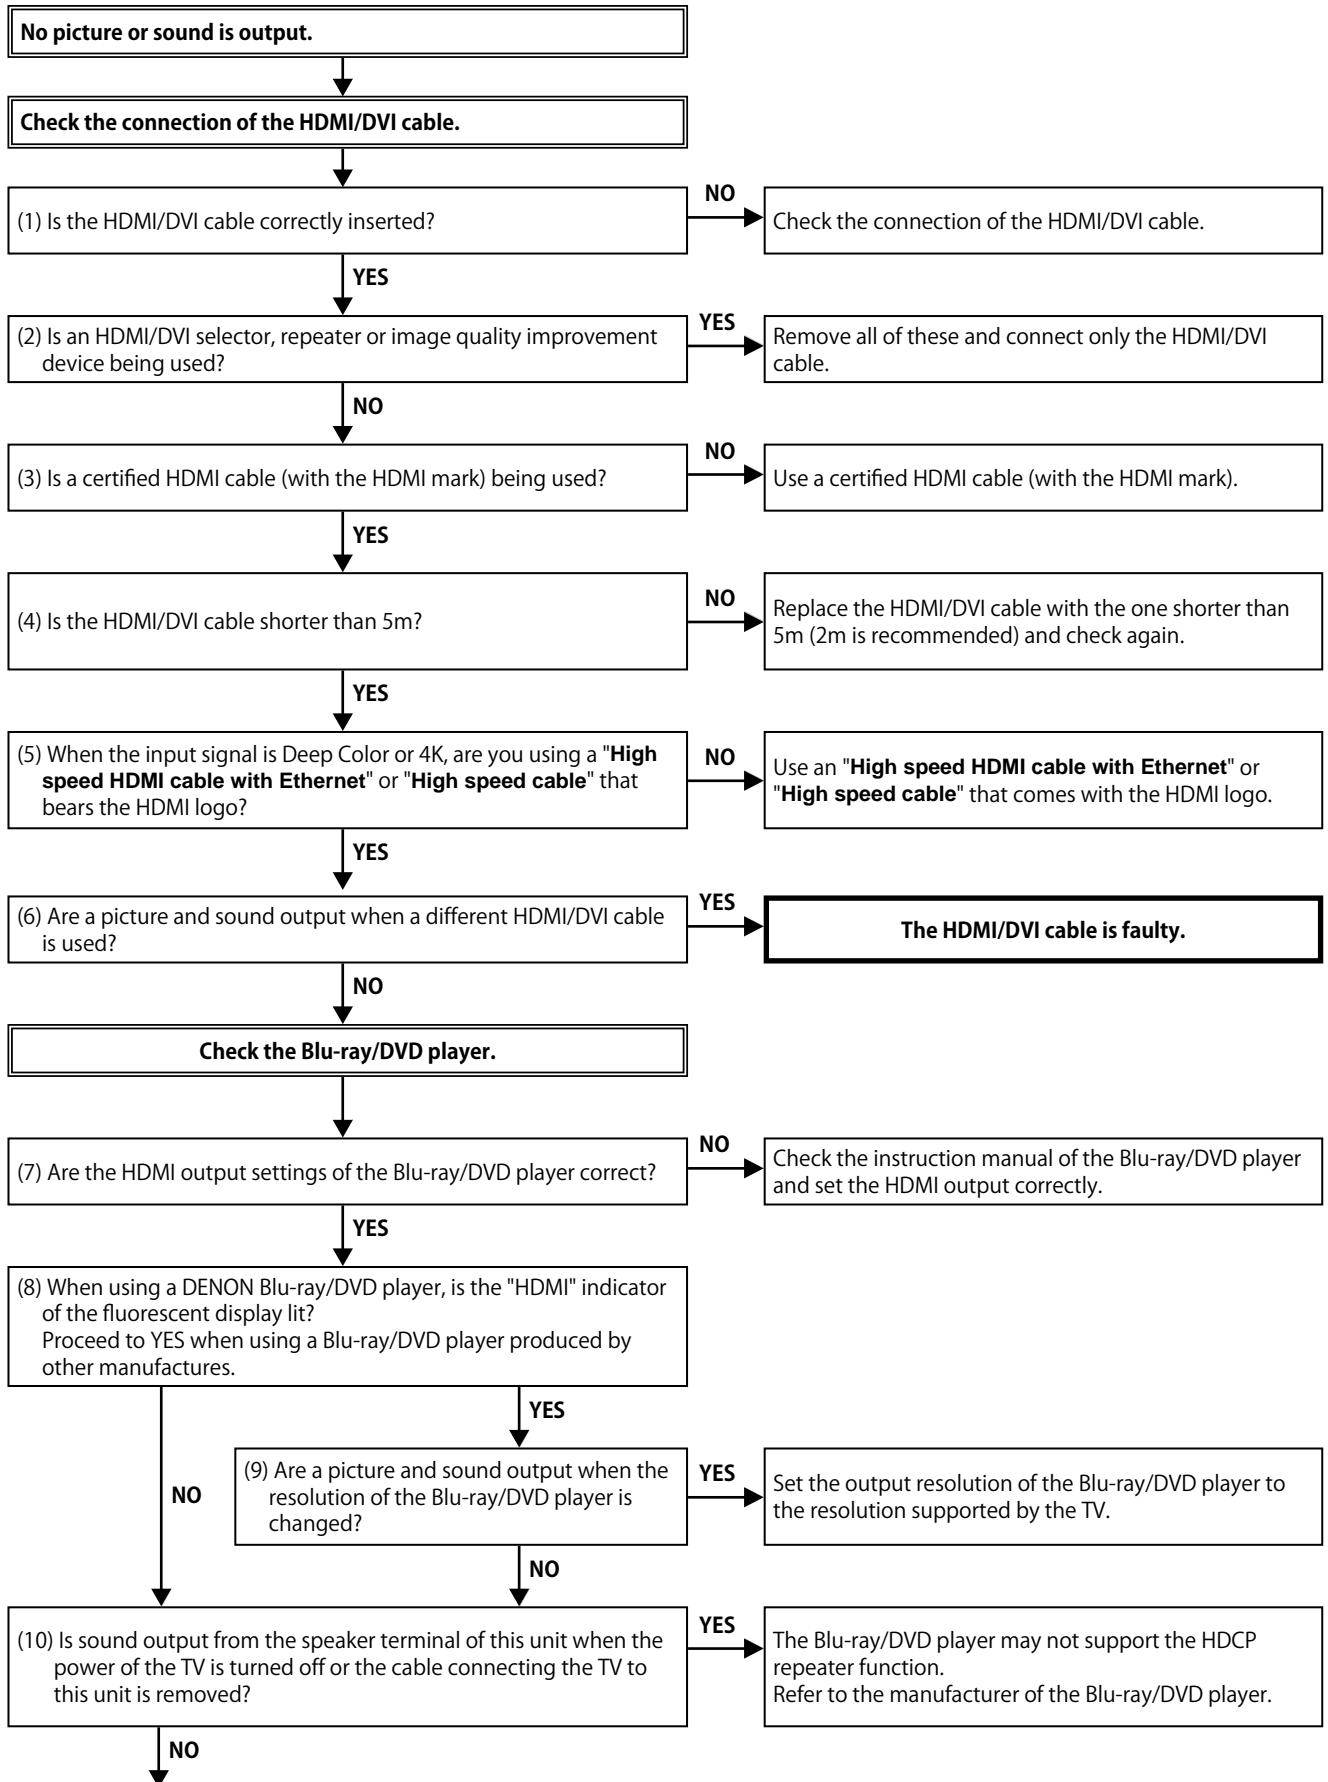 No picture or sound is output.
Check the connection of the HDMI/DVI cable.
(1) Is the HDMI/DVI cable correctly inserted?
NO
Check the connection of the HDMI/DVI cable.
YES
(2) Is an HDMI/DVI selector, repeater or image quality improvement
device being used?
YES
Remove all of these and connect only the HDMI/DVI
cable.
NO
(3) Is a certified HDMI cable (with the HDMI mark) being used?
NO
Use a certified HDMI cable (with the HDMI mark).
YES
(4) Is the HDMI/DVI cable shorter than 5m?
NO
Replace the HDMI/DVI cable with the one shorter than
5m (2m is recommended) and check again.
YES
(5) When the input signal is Deep Color or 4K, are you using a "High
speed HDMI cable with Ethernet" or "High speed cable" that
bears the HDMI logo?
NO
Use an "High speed HDMI cable with Ethernet" or
"High speed cable" that comes with the HDMI logo.
YES
(6) Are a picture and sound output when a different HDMI/DVI cable
is used?
YES
The HDMI/DVI cable is faulty.
NO
Check the Blu-ray/DVD player.
(7) Are the HDMI output settings of the Blu-ray/DVD player correct?
NO
Check the instruction manual of the Blu-ray/DVD player
and set the HDMI output correctly.
YES
(8) When using a DENON Blu-ray/DVD player, is the "HDMI" indicator
of the fluorescent display lit?
Proceed to YES when using a Blu-ray/DVD player produced by
other manufactures.
YES
NO
(9) Are a picture and sound output when the
resolution of the Blu-ray/DVD player is
changed?
YES
Set the output resolution of the Blu-ray/DVD player to
the resolution supported by the TV.
NO
(10) Is sound output from the speaker terminal of this unit when the
power of the TV is turned off or the cable connecting the TV to
this unit is removed?
YES
The Blu-ray/DVD player may not support the HDCP
repeater function.
Refer to the manufacturer of the Blu-ray/DVD player.
NO